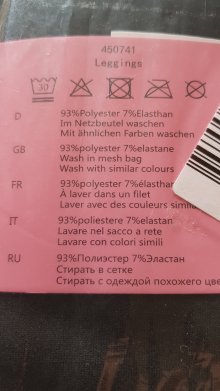 450741
Leggings
30
D 93%Polyester 7%Elasthan
Im Netzbeutel waschen
Mit ähnlichen Farben waschen
GB 93%polyester 7%elastane
Wash in mesh bag
Wash with similar colours
FR 93%polyester 7%élasthan
À laver dans un filet
Laver avec des couleurs
IT 93%poliestere 7%elastan
Lavare nel sacco a rete
Lavare con colori simili
RU 93%Полиэстер 7%Эластан
Стирать в сетке
Стирать с одеждой похожего